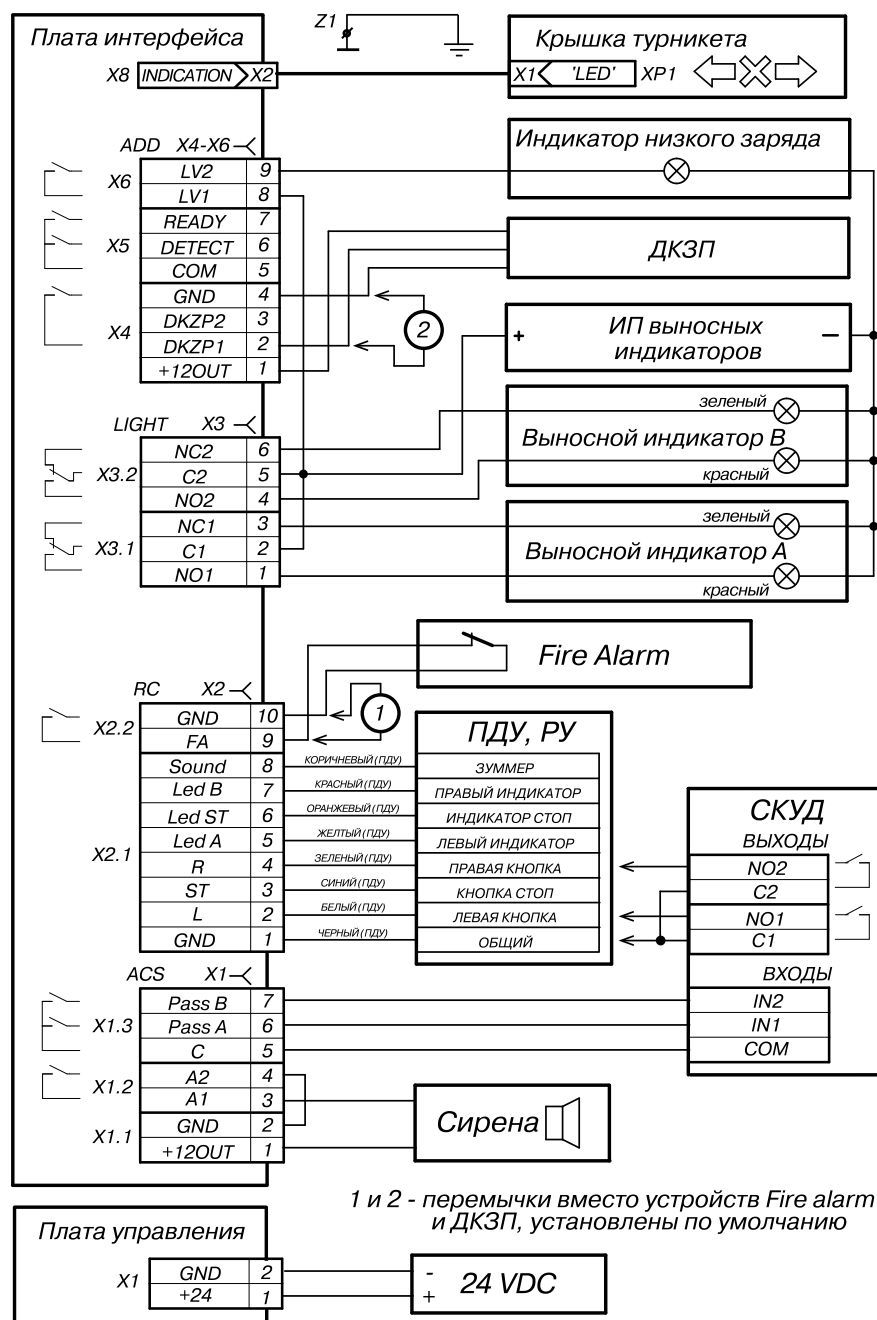 Плата интерфейса
Z1
Крышка турникета
X8 INDICATION X2
X1 'LED' XP1
ADD X4-X6
Индикатор низкого заряда
X6
LV2 9
LV1 8
X5
READY 7
DETECT 6
COM 5
ДКЗП
X4
GND 4
DKZP2 3
DKZP1 2
+12OUT 1
2
+ ИП выносных индикаторов −
LIGHT X3
X3.2
NC2 6
C2 5
NO2 4
зеленый
Выносной индикатор B
красный
X3.1
NC1 3
C1 2
NO1 1
зеленый
Выносной индикатор A
красный
Fire Alarm
RC X2
X2.2
GND 10
FA 9
1
ПДУ, РУ
X2.1
Sound 8 КОРИЧНЕВЫЙ (ПДУ) ЗУММЕР
Led B 7 КРАСНЫЙ (ПДУ) ПРАВЫЙ ИНДИКАТОР
Led ST 6 ОРАНЖЕВЫЙ (ПДУ) ИНДИКАТОР СТОП
Led A 5 ЖЕЛТЫЙ (ПДУ) ЛЕВЫЙ ИНДИКАТОР
R 4 ЗЕЛЕНЫЙ (ПДУ) ПРАВАЯ КНОПКА
ST 3 СИНИЙ (ПДУ) КНОПКА СТОП
L 2 БЕЛЫЙ (ПДУ) ЛЕВАЯ КНОПКА
GND 1 ЧЕРНЫЙ (ПДУ) ОБЩИЙ
СКУД
ВЫХОДЫ
NO2
C2
NO1
C1
ВХОДЫ
IN2
IN1
COM
ACS X1
X1.3
Pass B 7
Pass A 6
C 5
X1.2
A2 4
A1 3
X1.1
GND 2
+12OUT 1
Сирена
1 и 2 - перемычки вместо устройств Fire alarm
и ДКЗП, установлены по умолчанию
Плата управления
X1
GND 2
+24 1
-
+
24 VDC